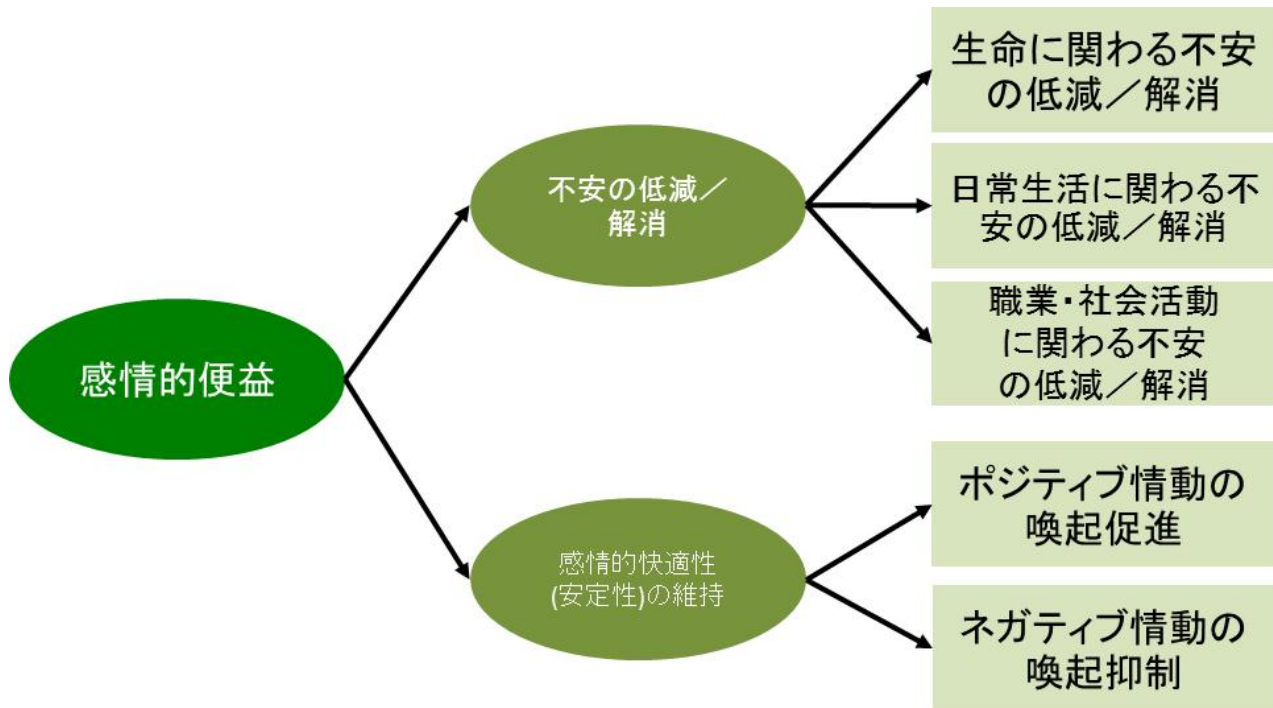 感情的便益
不安の低減／
解消
生命に関わる不安
の低減／解消
日常生活に関わる不
安の低減／解消
職業・社会活動
に関わる不安
の低減／解消
感情的快適性
(安定性)の維持
ポジティブ情動の
喚起促進
ネガティブ情動の
喚起抑制